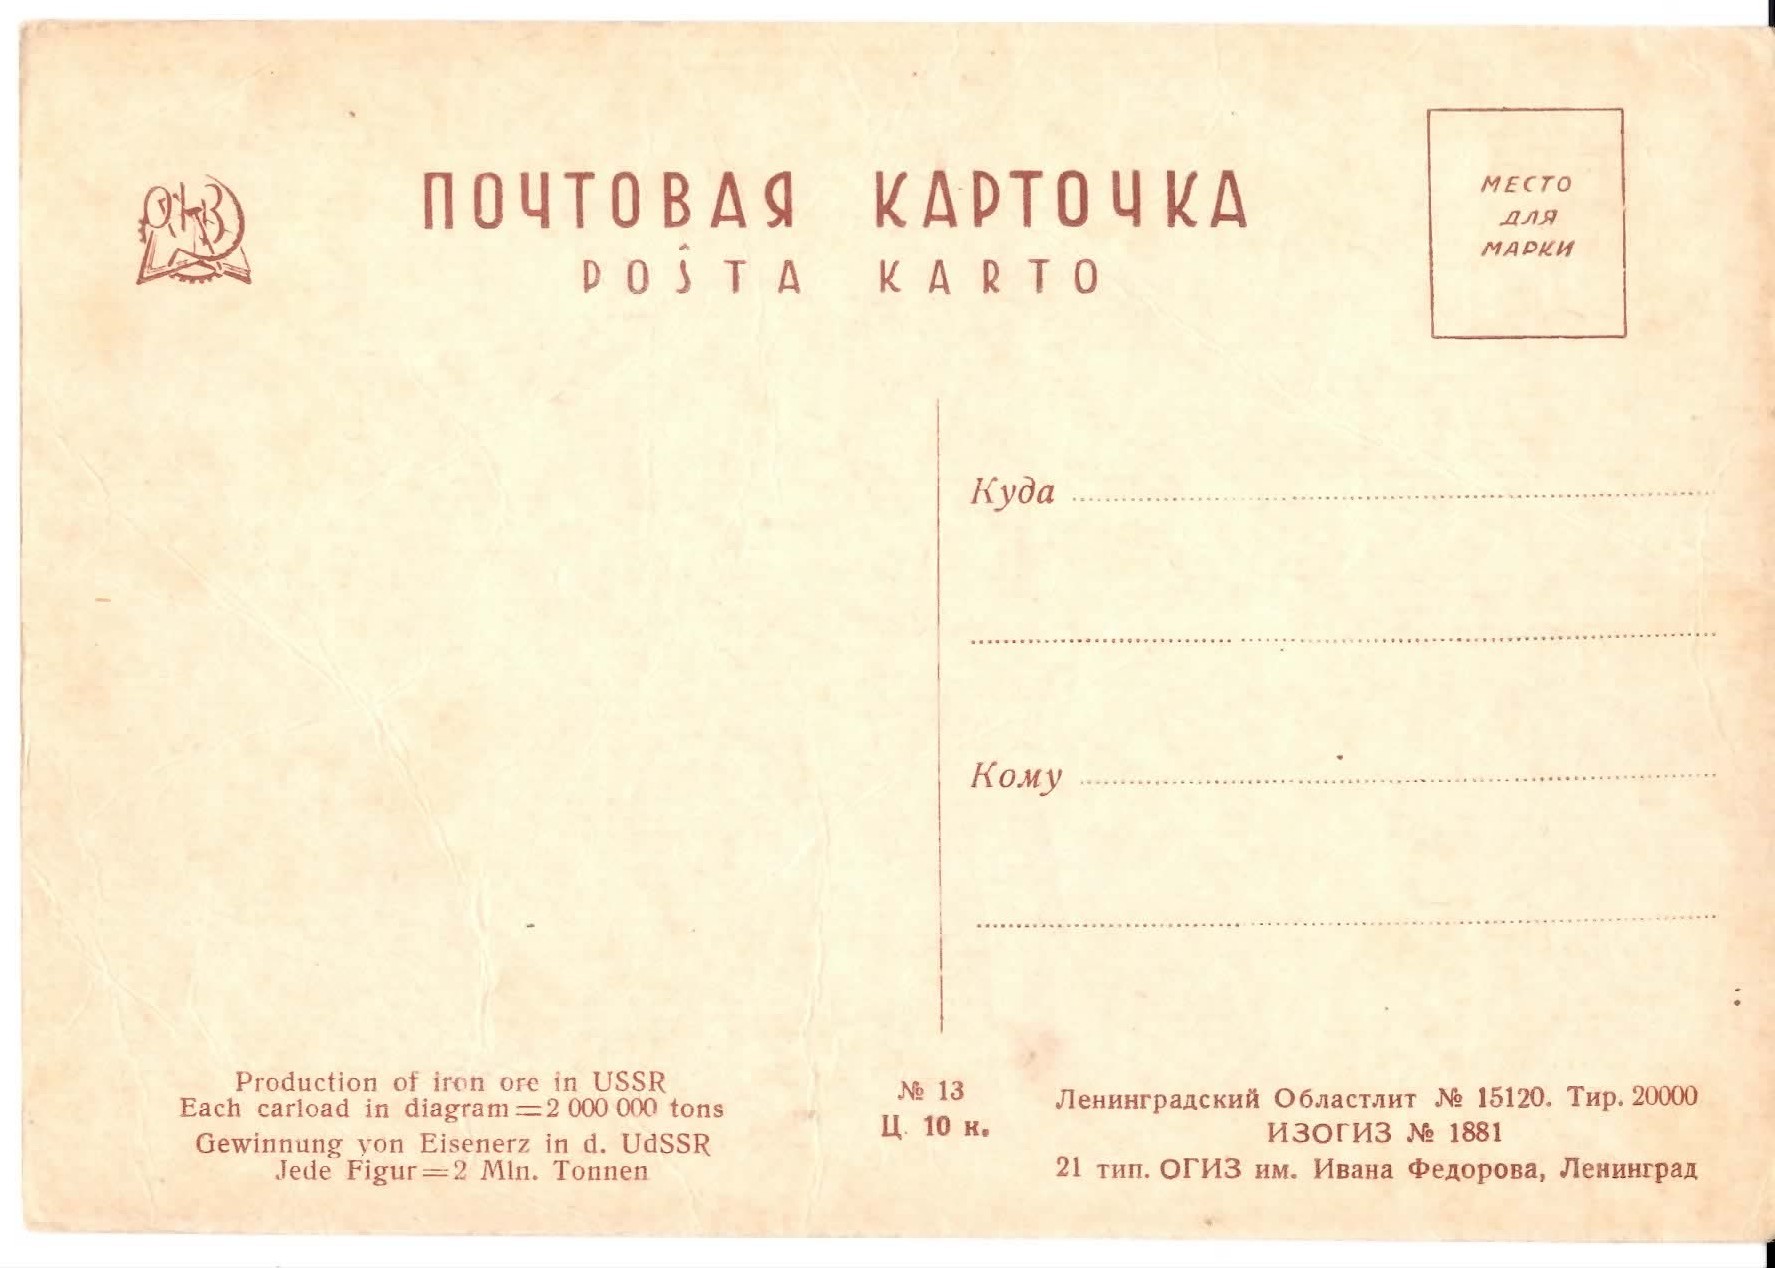 ПОЧТОВАЯ КАРТОЧКА
POŜTA KARTO
МЕСТО
ДЛЯ
МАРКИ
Куда
Кому
Production of iron ore in USSR
Each carload in diagram = 2 000 000 tons
Gewinnung von Eisenerz in d. UdSSR
Jede Figur = 2 Mln. Tonnen
№ 13
Ц. 10 к.
Ленинградский Областлит № 15120. Тир. 20000
ИЗОГИЗ № 1881
21 тип. ОГИЗ им. Ивана Федорова, Ленинград